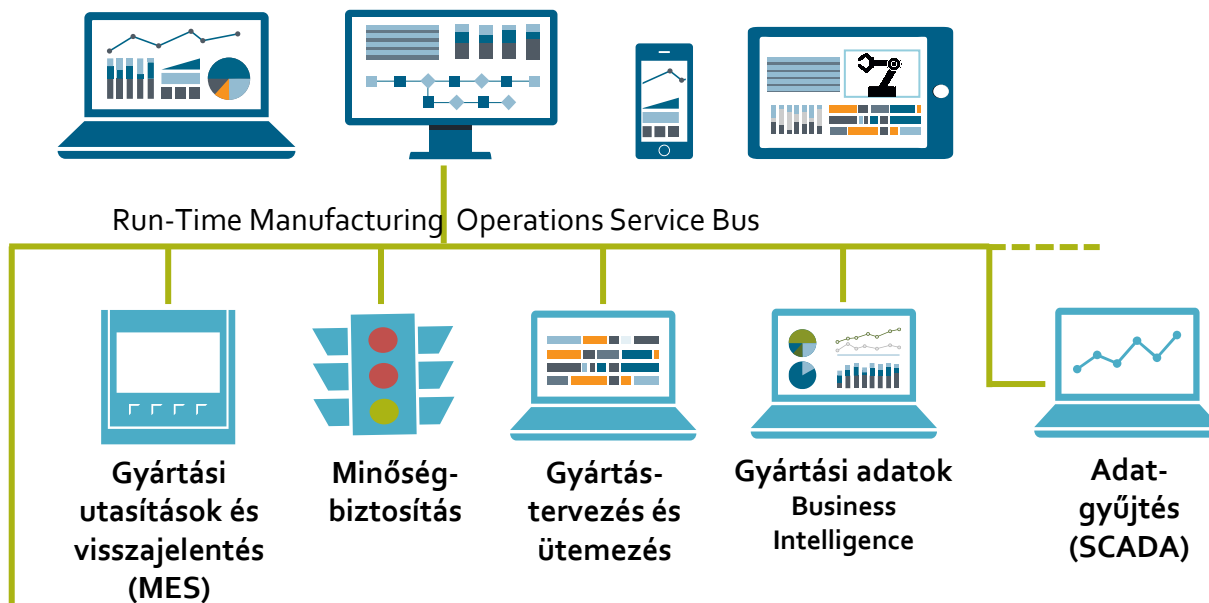 Run-Time Manufacturing Operations Service Bus
Gyártási
utasítások és
visszajelentés
(MES)
Minőség-
biztosítás
Gyártás-
tervezés és
ütemezés
Gyártási adatok
Business
Intelligence
Adat-
gyűjtés
(SCADA)